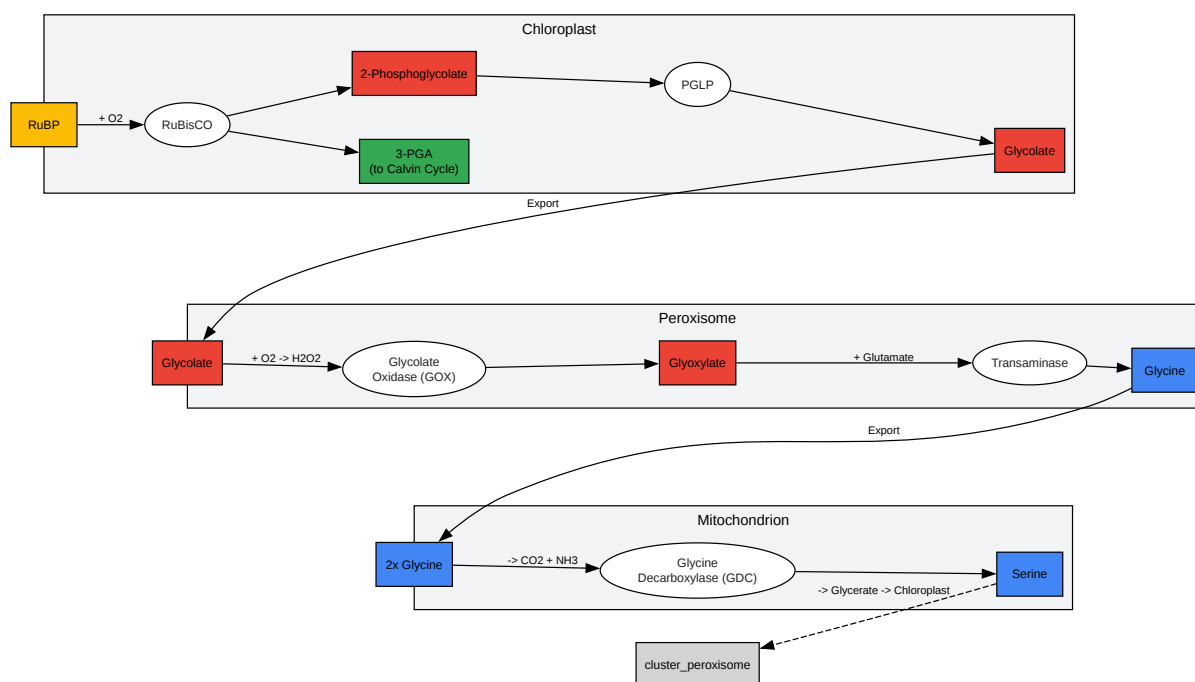 Chloroplast
2-Phosphoglycolate
PGLP
RuBP
+ O2
RuBisCO
3-PGA
(to Calvin Cycle)
Glycolate
Export
Peroxisome
Glycolate
+ O2 -> H2O2
Glycolate
Oxidase (GOX)
Glyoxylate
+ Glutamate
Transaminase
Glycine
Export
Mitochondrion
2x Glycine
-> CO2 + NH3
Glycine
Decarboxylase (GDC)
Serine
-> Glycerate -> Chloroplast
cluster_peroxisome